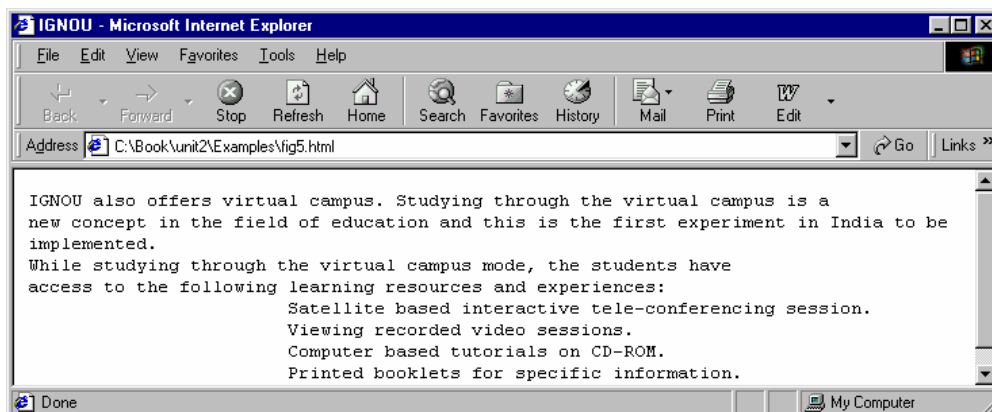 IGNOU - Microsoft Internet Explorer
File Edit View Favorites Tools Help
Back Forward Stop Refresh Home Search Favorites History Mail Print Edit
Address C:\Book\unit2\Examples\fig5.html Go Links »
IGNOU also offers virtual campus. Studying through the virtual campus is a
new concept in the field of education and this is the first experiment in India to be
implemented.
While studying through the virtual campus mode, the students have
access to the following learning resources and experiences:
Satellite based interactive tele-conferencing session.
Viewing recorded video sessions.
Computer based tutorials on CD-ROM.
Printed booklets for specific information.
Done My Computer